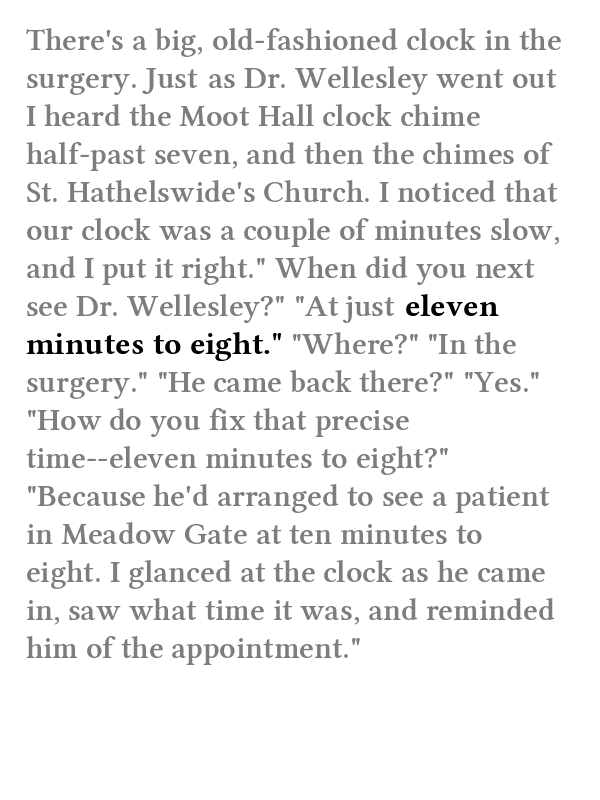 There's a big, old-fashioned clock in the
surgery. Just as Dr. Wellesley went out
I heard the Moot Hall clock chime
half-past seven, and then the chimes of
St. Hathelswide's Church. I noticed that
our clock was a couple of minutes slow,
and I put it right." When did you next
see Dr. Wellesley?" "At just eleven
minutes to eight." "Where?" "In the
surgery." "He came back there?" "Yes."
"How do you fix that precise
time--eleven minutes to eight?"
"Because he'd arranged to see a patient
in Meadow Gate at ten minutes to
eight. I glanced at the clock as he came
in, saw what time it was, and reminded
him of the appointment."